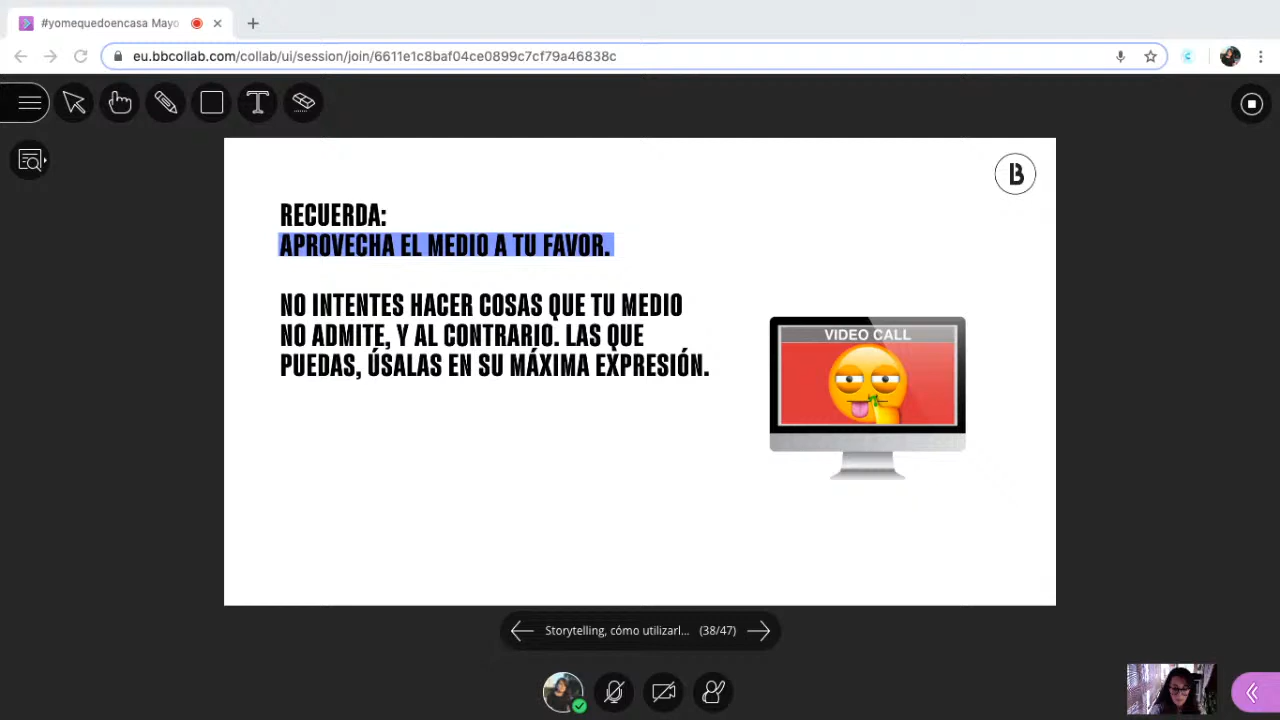 #yomequedoencasa Mayo
eu.bbcollab.com/collab/ui/session/join/6611e1c8baf04ce0899c7cf79a46838c
B
RECUERDA:
APROVECHA EL MEDIO A TU FAVOR.
NO INTENTES HACER COSAS QUE TU MEDIO
NO ADMITE, Y AL CONTRARIO. LAS QUE
PUEDAS, ÚSALAS EN SU MÁXIMA EXPRESIÓN.
VIDEO CALL
Storytelling, cómo utilizarl... (38/47)